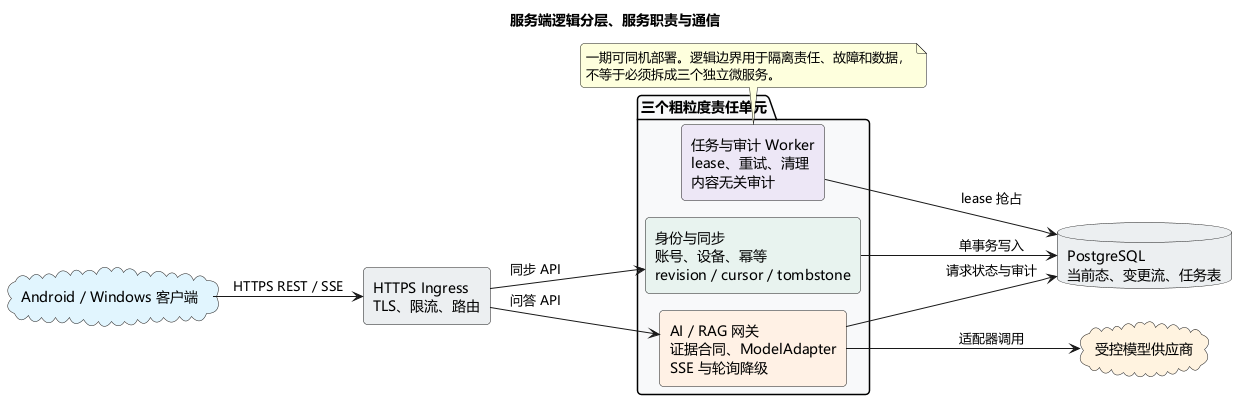 服务端逻辑分层、服务职责与通信
一期可同机部署。逻辑边界用于隔离责任、故障和数据，
不等于必须拆成三个独立微服务。
三个粗粒度责任单元
任务与审计 Worker
lease、重试、清理
内容无关审计
lease 抢占
身份与同步
账号、设备、幂等
revision / cursor / tombstone
单事务写入
PostgreSQL
当前态、变更流、任务表
请求状态与审计
Android / Windows 客户端
HTTPS REST / SSE
HTTPS Ingress
TLS、限流、路由
同步 API
问答 API
AI / RAG 网关
证据合同、ModelAdapter
SSE 与轮询降级
适配器调用
受控模型供应商